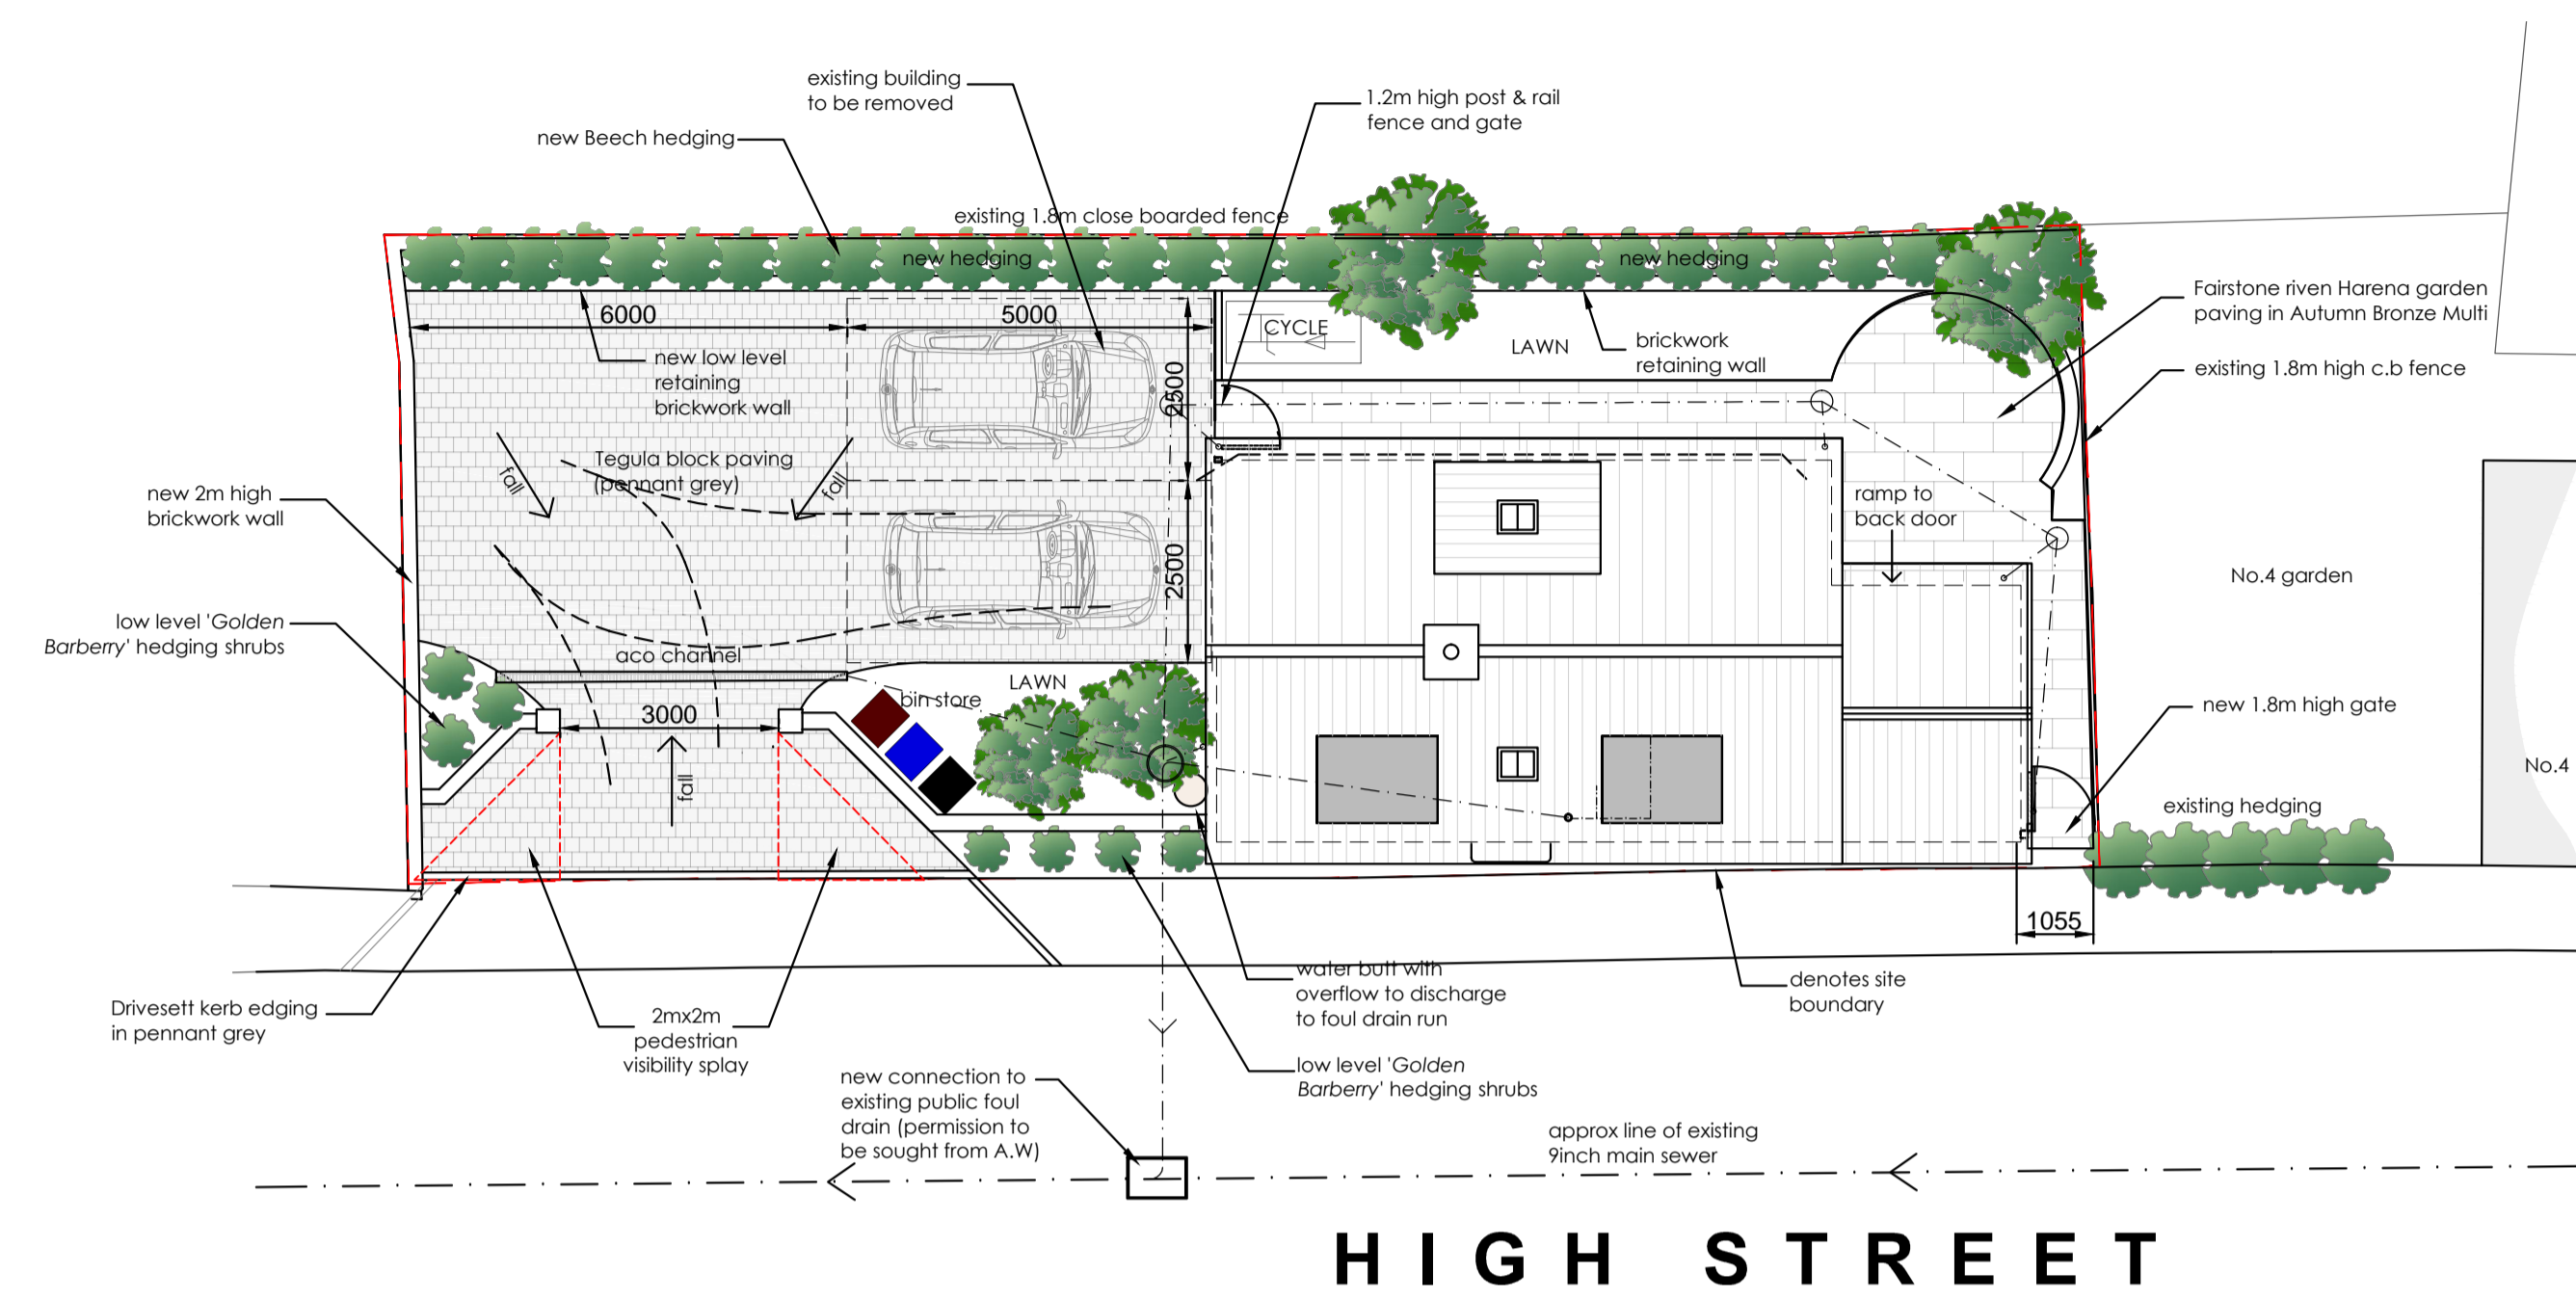 existing building
to be removed
1.2m high post & rail
fence and gate
new Beech hedging
existing 1.8m close boarded fence
new hedging
new hedging
Fairstone riven Harena garden
paving in Autumn Bronze Multi
6000
5000
CYCLE
LAWN
brickwork
retaining wall
new low level
retaining
brickwork wall
existing 1.8m high c.b fence
2500
Tegula block paving
(pennant grey)
fall
fall
new 2m high
brickwork wall
ramp to
back door
2500
No.4 garden
low level 'Golden
Barberry' hedging shrubs
aco channel
LAWN
bin store
new 1.8m high gate
3000
fall
No.4
existing hedging
1055
water butt with
overflow to discharge
to foul drain run
denotes site
boundary
Drivesett kerb edging
in pennant grey
2mx2m
pedestrian
visibility splay
low level 'Golden
Barberry' hedging shrubs
new connection to
existing public foul
drain (permission to
be sought from A.W)
approx line of existing
9inch main sewer
HIGH STREET